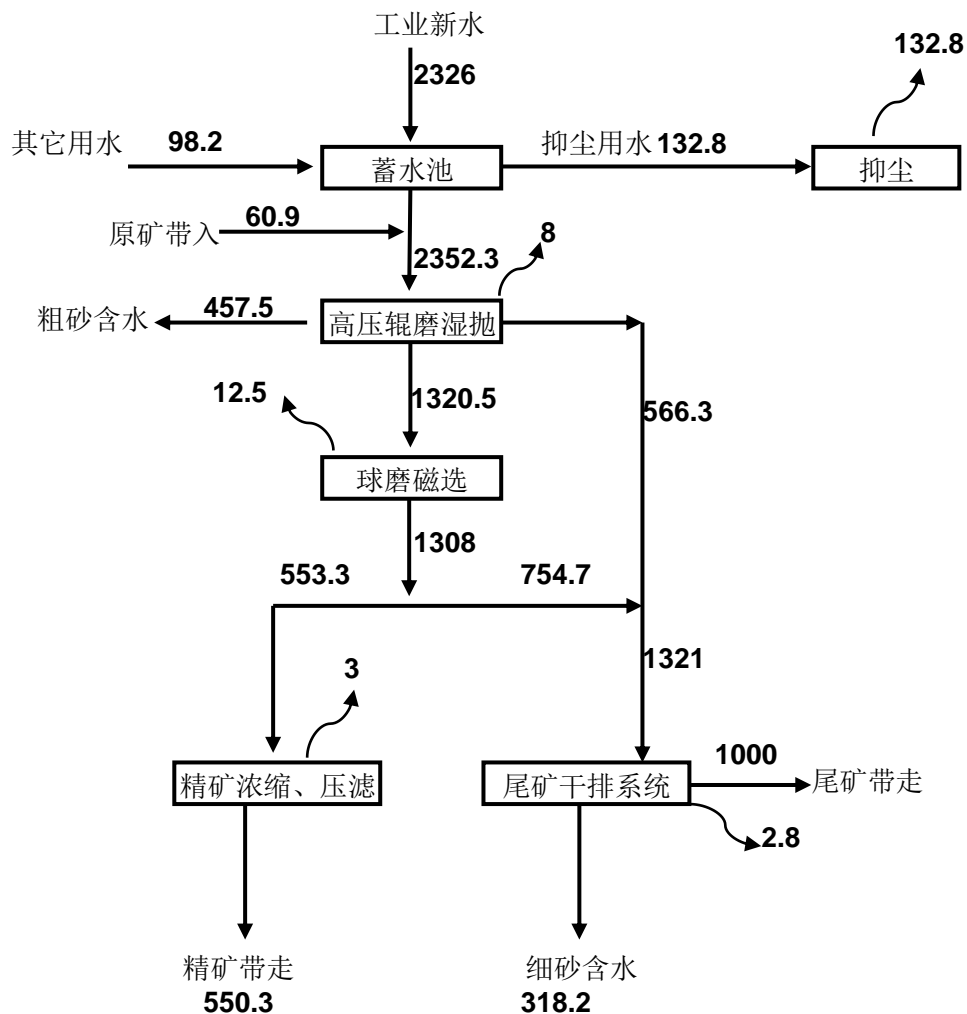 工业新水
2326
132.8
其它用水
98.2
蓄水池
抑尘用水 132.8
抑尘
原矿带入
60.9
2352.3
8
粗砂含水
457.5
高压辊磨湿抛
12.5
1320.5
566.3
球磨磁选
1308
553.3
754.7
3
1321
精矿浓缩、压滤
尾矿干排系统
1000
尾矿带走
2.8
精矿带走
550.3
细砂含水
318.2